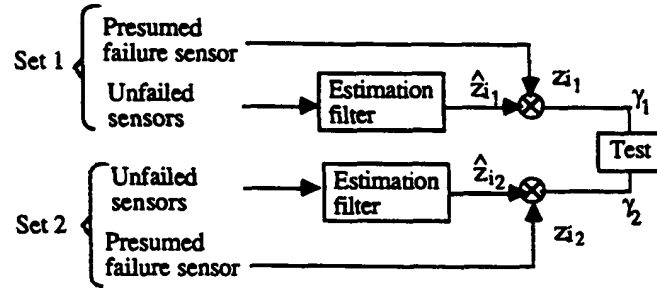 Presumed
failure sensor
Set 1
Unfailed
sensors
Estimation
filter
ẑi₁
zi₁
γ₁
Test
Unfailed
sensors
Estimation
filter
ẑi₂
γ₂
Set 2
Presumed
failure sensor
zi₂